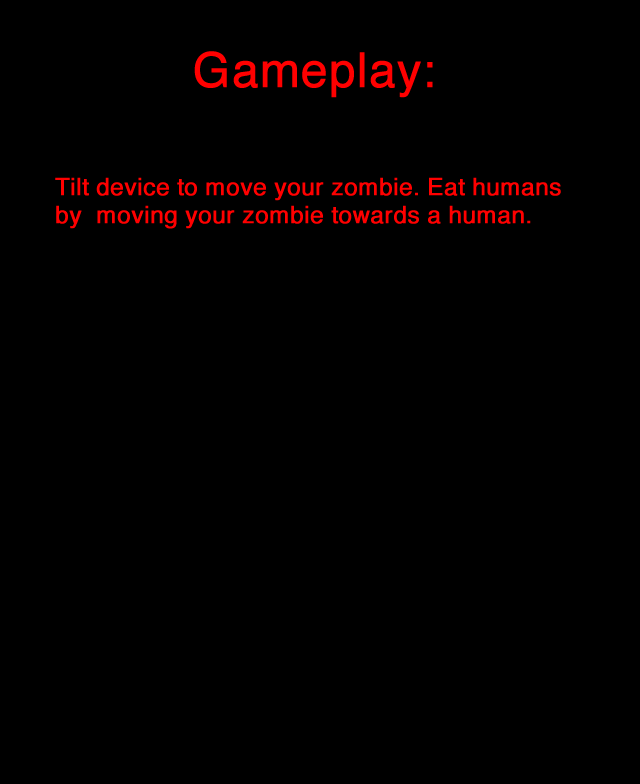 Gameplay:
Tilt device to move your zombie. Eat humans
by  moving your zombie towards a human.